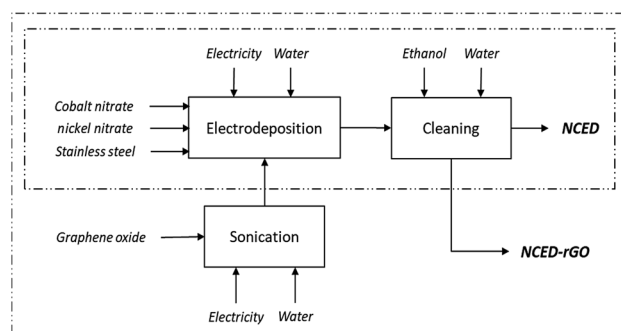 Electricity Water
Ethanol Water
Cobalt nitrate
nickel nitrate
Stainless steel
Electrodeposition
Cleaning
NCED
Graphene oxide
Sonication
NCED-rGO
Electricity Water